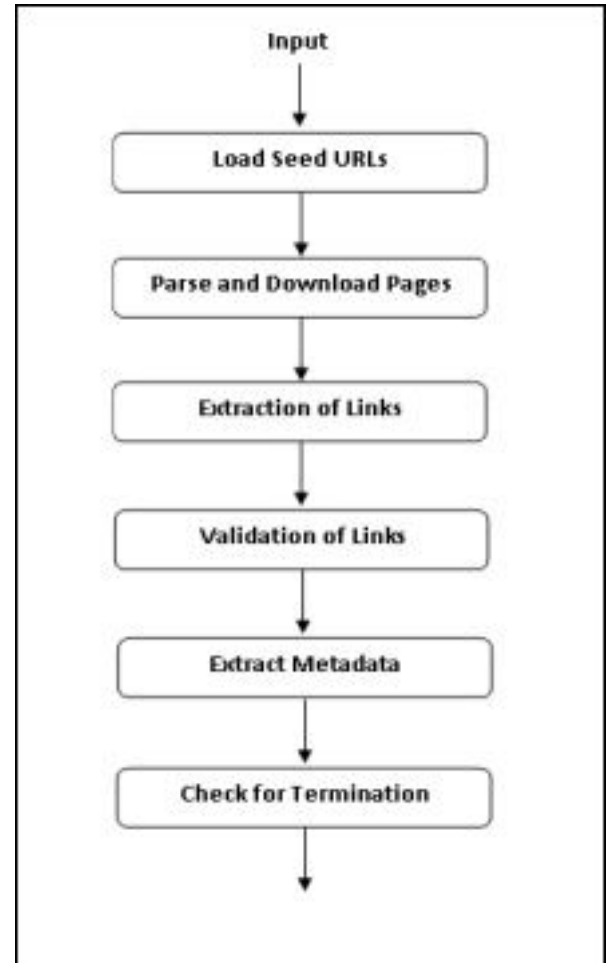 Input
Load Seed URLs
Parse and Download Pages
Extraction of Links
Validation of Links
Extract Metadata
Check for Termination